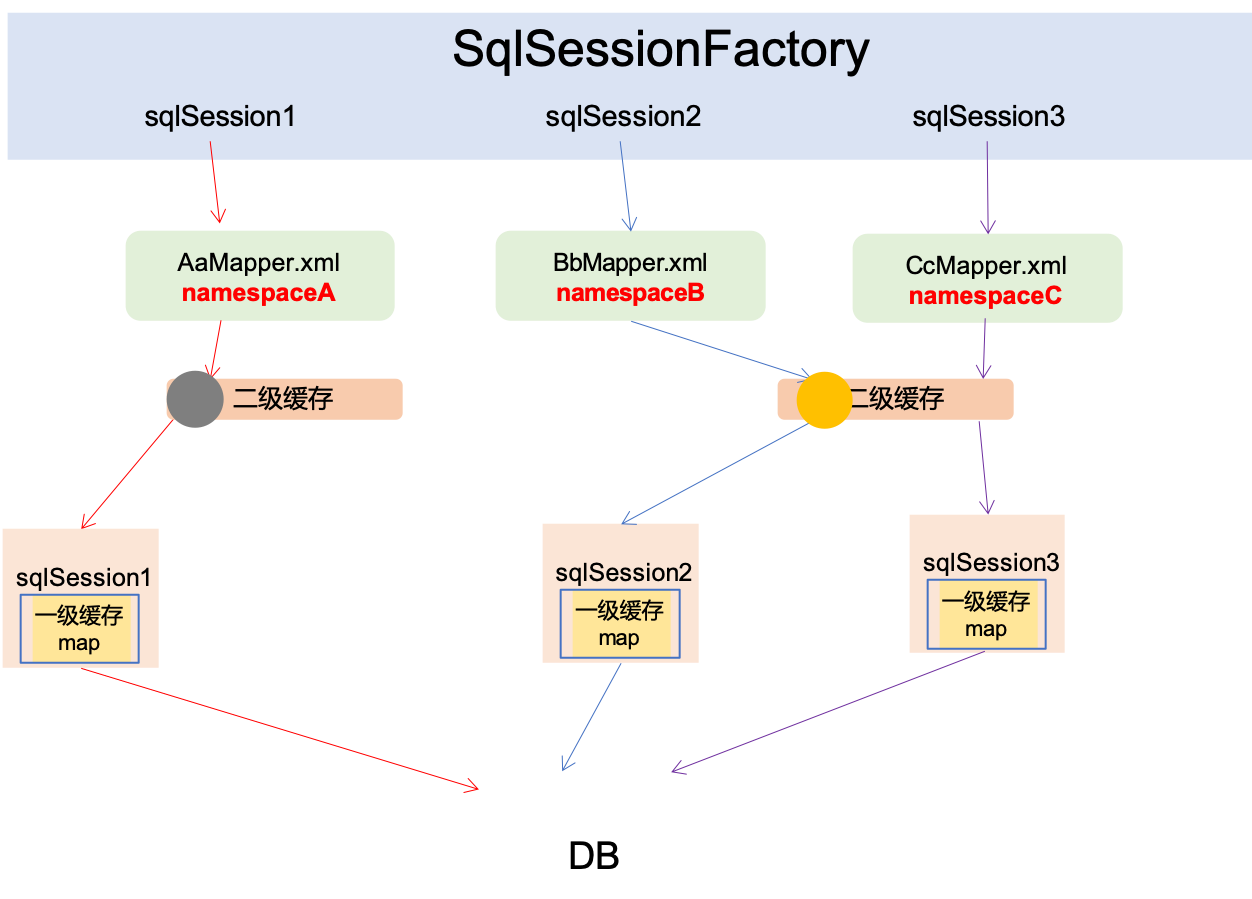 SqlSessionFactory
sqlSession1
sqlSession2
sqlSession3
AaMapper.xml
namespaceA
BbMapper.xml
namespaceB
CcMapper.xml
namespaceC
二级缓存
二级缓存
sqlSession1
一级缓存
map
sqlSession2
一级缓存
map
sqlSession3
一级缓存
map
DB